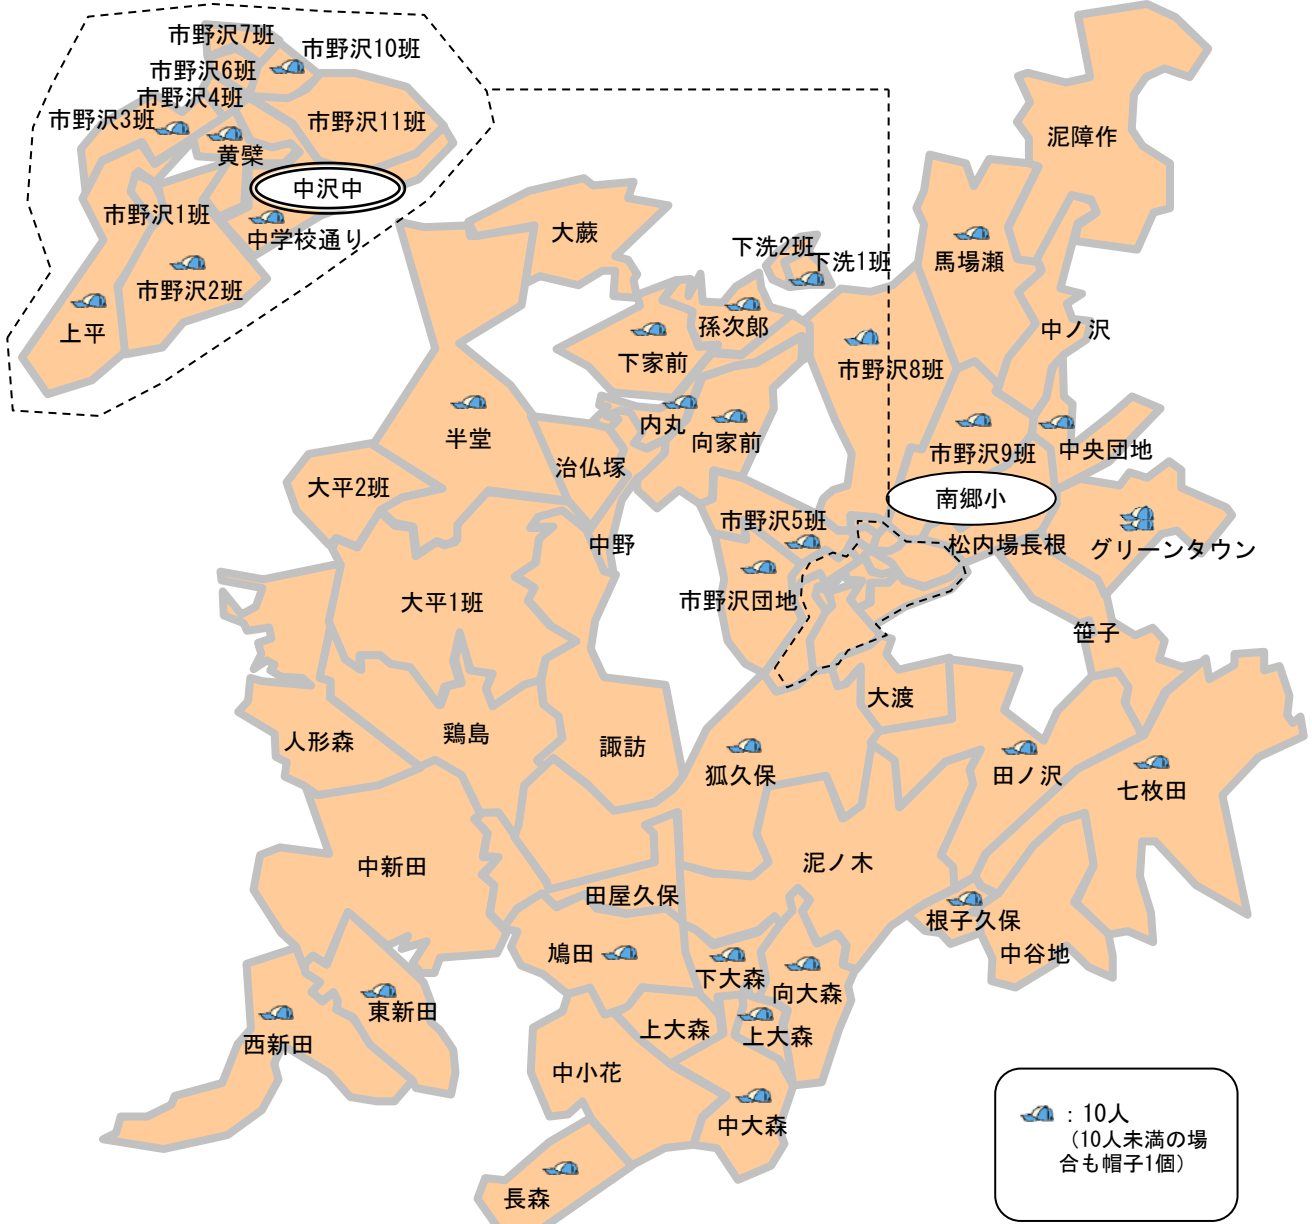 市野沢7班
市野沢10班
市野沢6班
市野沢4班
市野沢3班
市野沢11班
黄檗
中沢中
市野沢1班
中学校通り
市野沢2班
上平
泥障作
大蕨
下洗2班
下洗1班
馬場瀬
孫次郎
中ノ沢
下家前
市野沢8班
内丸
向家前
半堂
市野沢9班
中央団地
治仏塚
大平2班
南郷小
市野沢5班
中野
松内場長根
グリーンタウン
大平1班
市野沢団地
笹子
大渡
人形森
鶏島
諏訪
狐久保
田ノ沢
七枚田
中新田
泥ノ木
田屋久保
根子久保
鳩田
中谷地
下大森
向大森
東新田
上大森
上大森
西新田
中小花
中大森
長森
：10人
（10人未満の場
合も帽子1個）